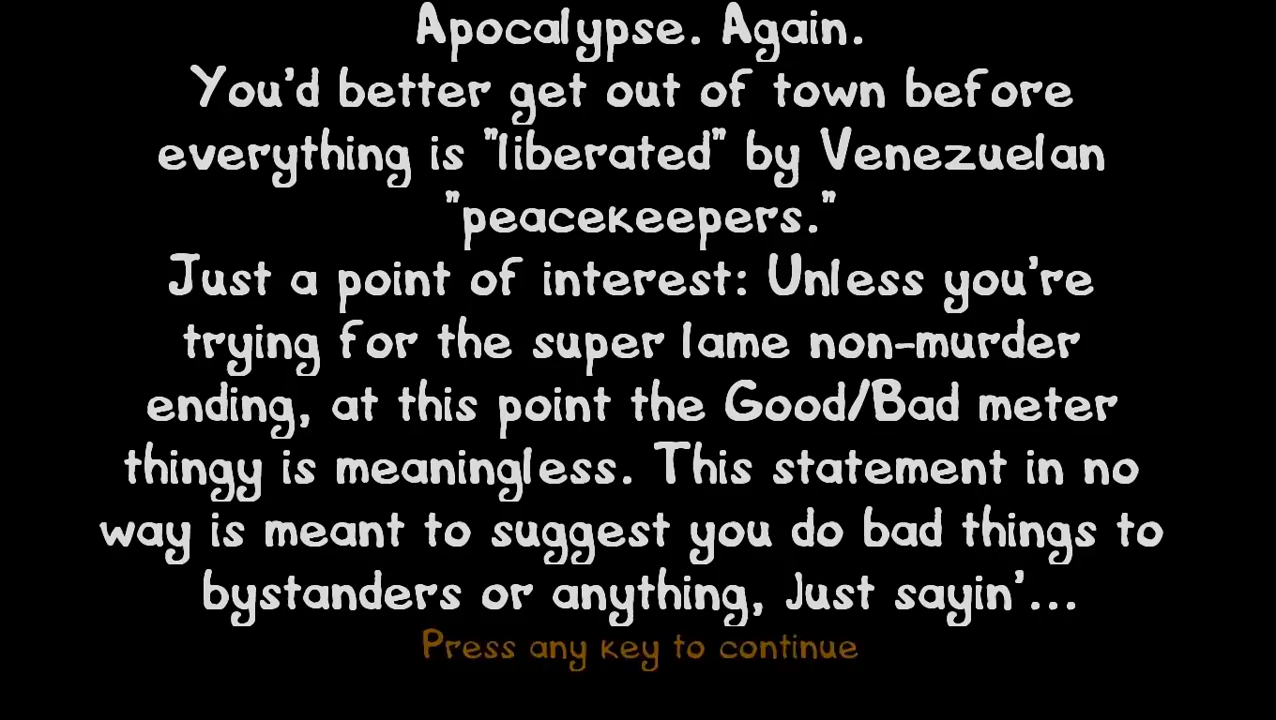 Apocalypse. Again.
You'd better get out of town before
everything is "liberated" by Venezuelan
"peacekeepers."
Just a point of interest: Unless you're
trying for the super lame non-murder
ending, at this point the Good/Bad meter
thingy is meaningless. This statement in no
way is meant to suggest you do bad things to
bystanders or anything, Just sayin'...
Press any key to continue